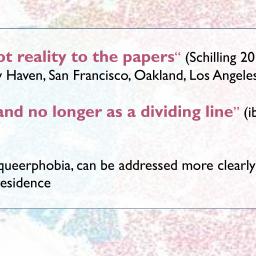 ot reality to the papers“ (Schilling 20
Haven, San Francisco, Oakland, Los Angeles
and no longer as a dividing line” (ib
queerphobia, can be addressed more clearly
esidence